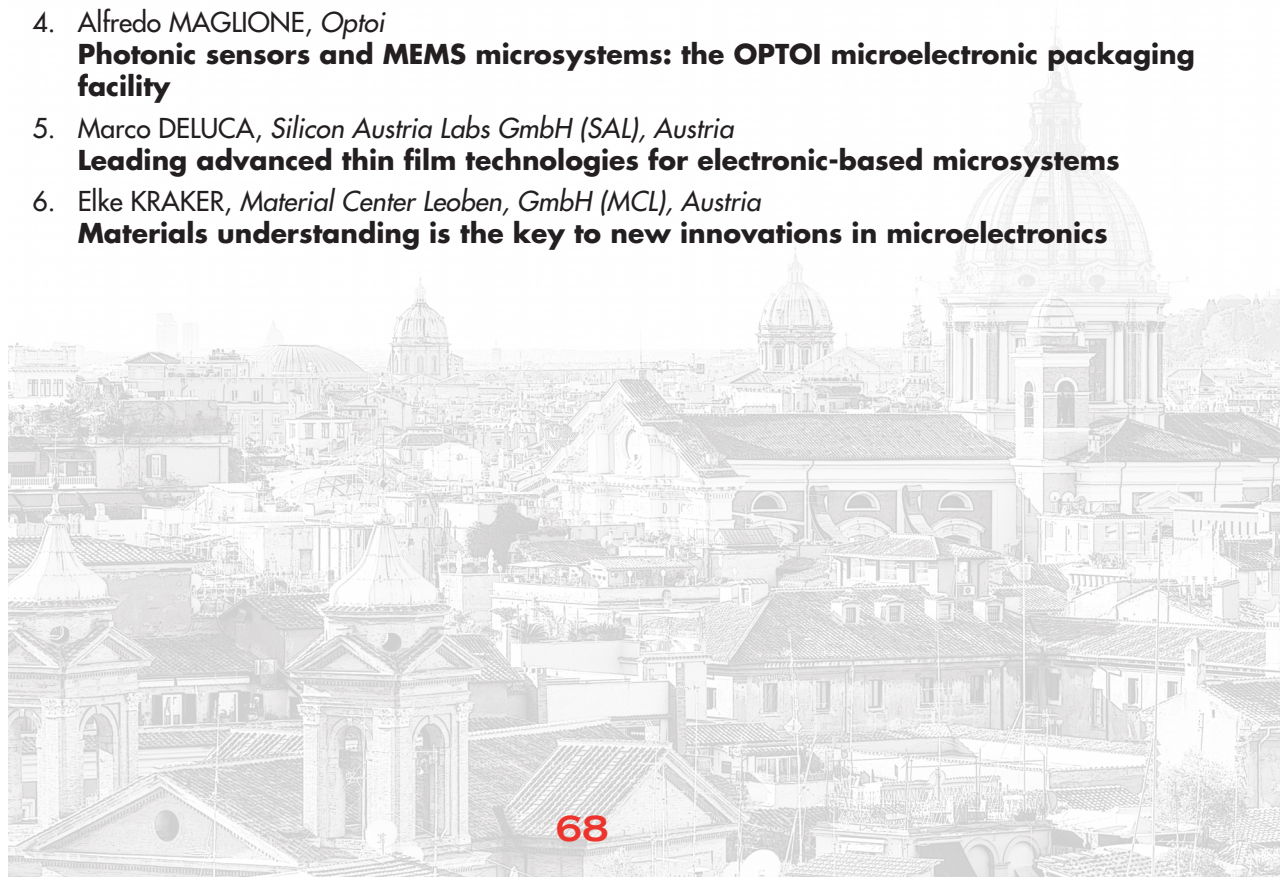 4. Alfredo MAGLIONE, Optoi
Photonic sensors and MEMS microsystems: the OPTOI microelectronic packaging
facility
5. Marco DELUCA, Silicon Austria Labs GmbH (SAL), Austria
Leading advanced thin film technologies for electronic-based microsystems
6. Elke KRAKER, Material Center Leoben, GmbH (MCL), Austria
Materials understanding is the key to new innovations in microelectronics
68